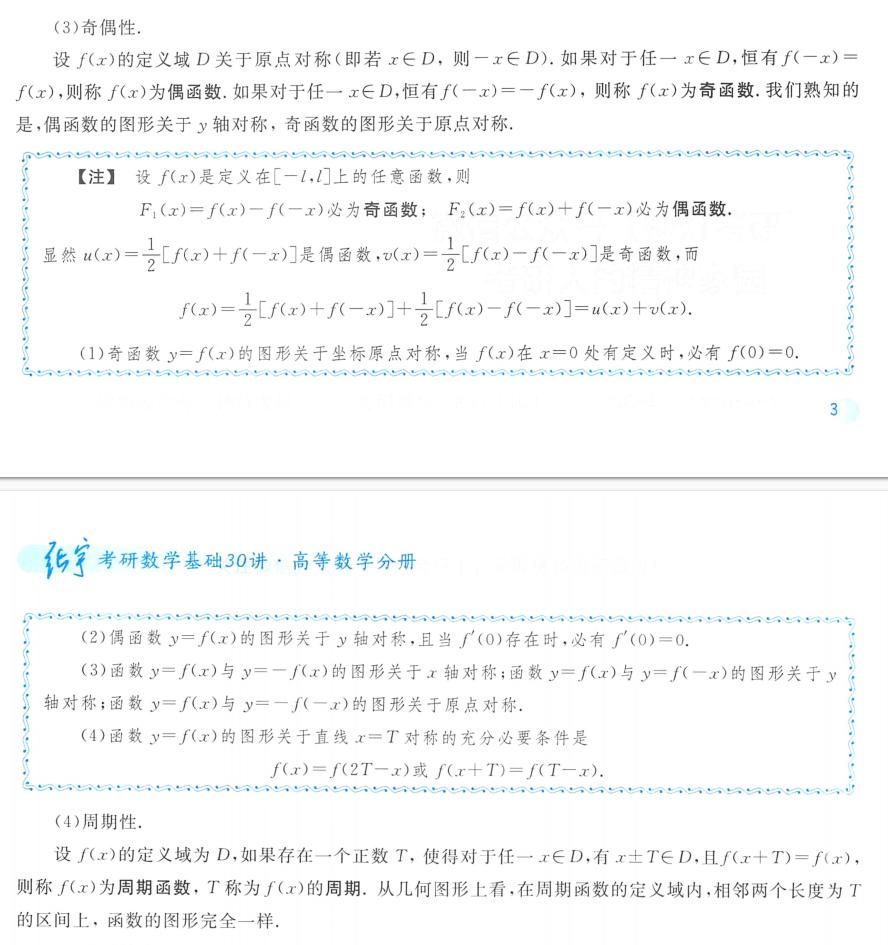 (3)奇偶性.
设 f(x)的定义域 D 关于原点对称(即若 x∈D, 则−x∈D). 如果对于任一 x∈D,恒有 f(−x)=
f(x),则称 f(x)为偶函数. 如果对于任一 x∈D,恒有 f(−x)=−f(x), 则称 f(x)为奇函数. 我们熟知的
是,偶函数的图形关于 y 轴对称, 奇函数的图形关于原点对称.
【注】 设 f(x)是定义在[−l,l]上的任意函数,则
F₁(x)=f(x)−f(−x)必为奇函数; F₂(x)=f(x)+f(−x)必为偶函数.
显然 u(x)=1/2[f(x)+f(−x)]是偶函数,v(x)=1/2[f(x)−f(−x)]是奇函数,而
f(x)=1/2[f(x)+f(−x)]+1/2[f(x)−f(−x)]=u(x)+v(x).
(1)奇函数 y=f(x)的图形关于坐标原点对称,当 f(x)在 x=0 处有定义时,必有 f(0)=0.
3
张宇考研数学基础30讲·高等数学分册
(2)偶函数 y=f(x)的图形关于 y 轴对称,且当 f′(0)存在时,必有 f′(0)=0.
(3)函数 y=f(x)与 y=−f(x)的图形关于 x 轴对称;函数 y=f(x)与 y=f(−x)的图形关于 y
轴对称;函数 y=f(x)与 y=−f(−x)的图形关于原点对称.
(4)函数 y=f(x)的图形关于直线 x=T 对称的充分必要条件是
f(x)=f(2T−x)或 f(x+T)=f(T−x).
(4)周期性.
设 f(x)的定义域为 D,如果存在一个正数 T, 使得对于任一 x∈D,有 x±T∈D,且 f(x+T)=f(x),
则称 f(x)为周期函数, T 称为 f(x)的周期. 从几何图形上看,在周期函数的定义域内,相邻两个长度为 T
的区间上, 函数的图形完全一样.